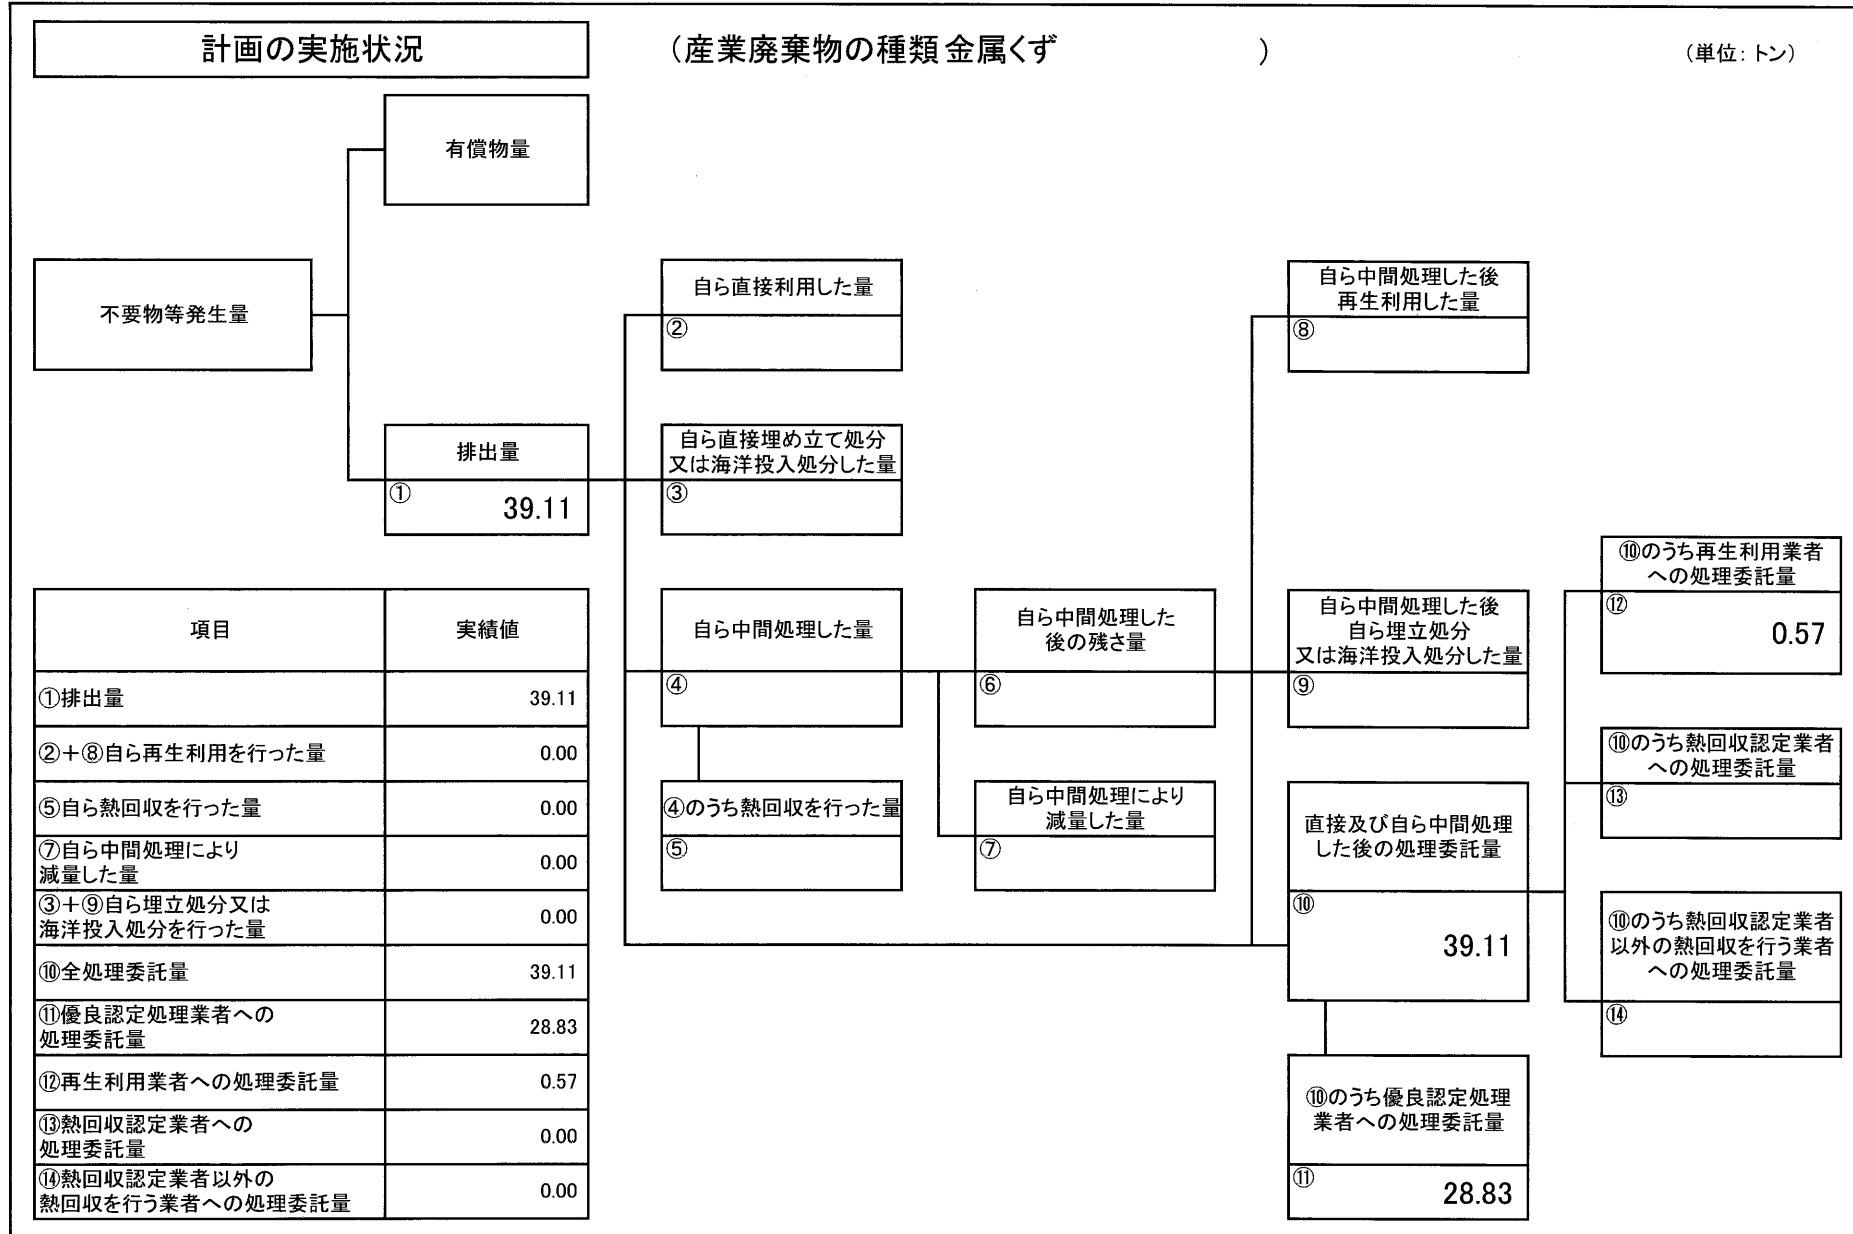 計画の実施状況
（産業廃棄物の種類 金属くず　　　　　　　）
（単位：トン）
有償物量
不要物等発生量
自ら直接利用した量
②
自ら中間処理した後
再生利用した量
⑧
排出量
① 39.11
自ら直接埋め立て処分
又は海洋投入処分した量
③
⑩のうち再生利用業者
への処理委託量
⑫ 0.57
自ら中間処理した量
④
自ら中間処理した
後の残さ量
⑥
自ら中間処理した後
自ら埋立処分
又は海洋投入処分した量
⑨
⑩のうち熱回収認定業者
への処理委託量
⑬
④のうち熱回収を行った量
⑤
自ら中間処理により
減量した量
⑦
直接及び自ら中間処理
した後の処理委託量
⑩ 39.11
⑩のうち熱回収認定業者
以外の熱回収を行う業者
への処理委託量
⑭
⑩のうち優良認定処理
業者への処理委託量
⑪ 28.83
項目 実績値
①排出量 39.11
②＋⑧自ら再生利用を行った量 0.00
⑤自ら熱回収を行った量 0.00
⑦自ら中間処理により
減量した量 0.00
③＋⑨自ら埋立処分又は
海洋投入処分を行った量 0.00
⑩全処理委託量 39.11
⑪優良認定処理業者への
処理委託量 28.83
⑫再生利用業者への処理委託量 0.57
⑬熱回収認定業者への
処理委託量 0.00
⑭熱回収認定業者以外の
熱回収を行う業者への処理委託量 0.00